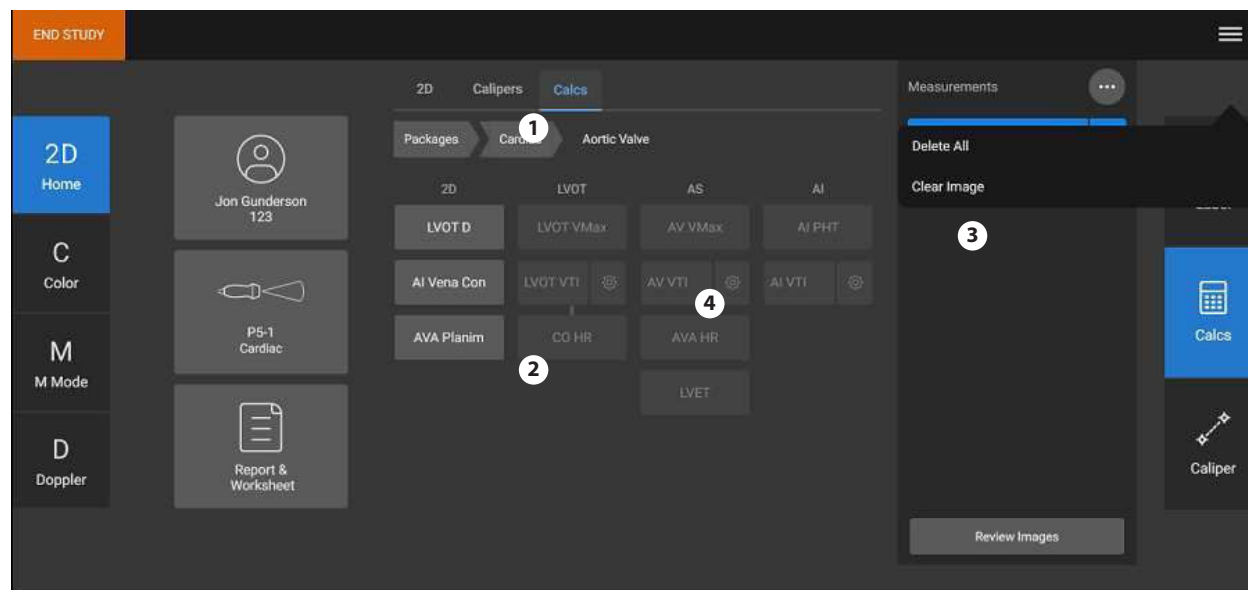 END STUDY
2D
Home
C
Color
M
M Mode
D
Doppler
Jon Gunderson
123
P5-1
Cardiac
Report &
Worksheet
2D Calipers Calcs
1
Packages Aortic Valve
2D LVOT AS AI
LVOT D LVOT VMax AV VMax AI PHT
AI Vena Con LVOT VTI AV VTI AI VTI
4
AVA Planim CO HR AVA HR
2
LVET
Measurements
Delete All
Clear Image
3
Review Images
Calcs
Caliper